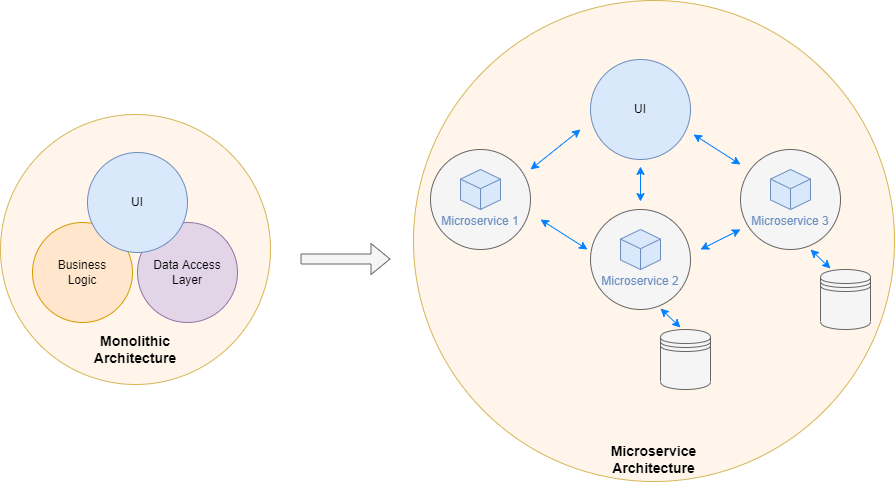 UI
Business
Logic
Data Access
Layer
Monolithic
Architecture
UI
Microservice 1
Microservice 2
Microservice 3
Microservice
Architecture